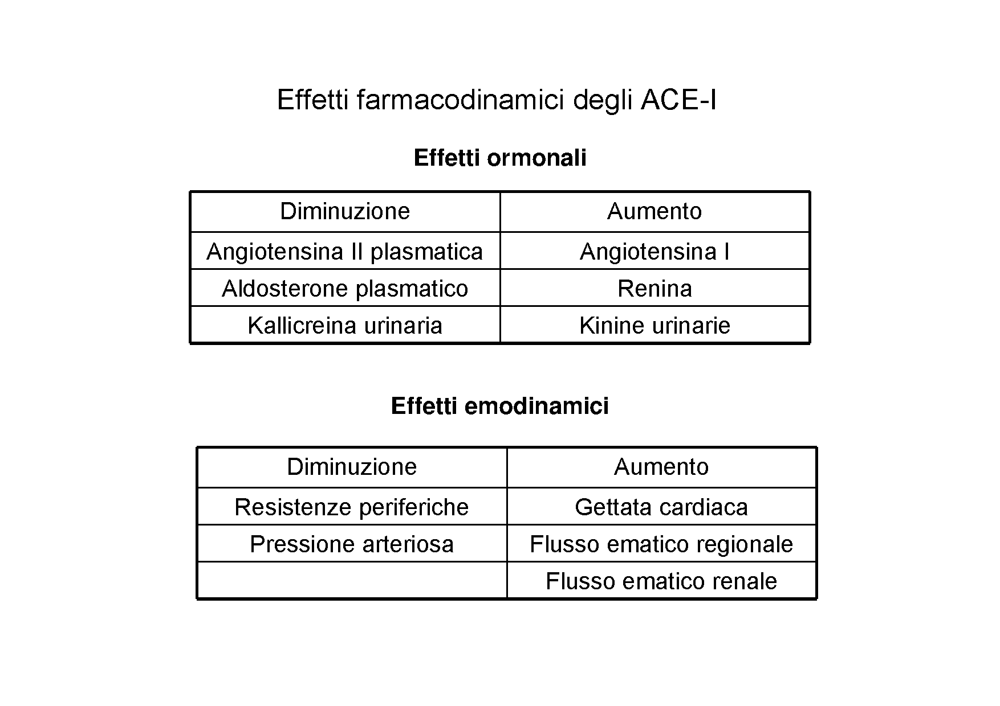 Effetti farmacodinamici degli ACE-I
Effetti ormonali
Diminuzione Aumento
Angiotensina II plasmatica Angiotensina I
Aldosterone plasmatico Renina
Kallicreina urinaria Kinine urinarie
Effetti emodinamici
Diminuzione Aumento
Resistenze periferiche Gettata cardiaca
Pressione arteriosa Flusso ematico regionale
Flusso ematico renale